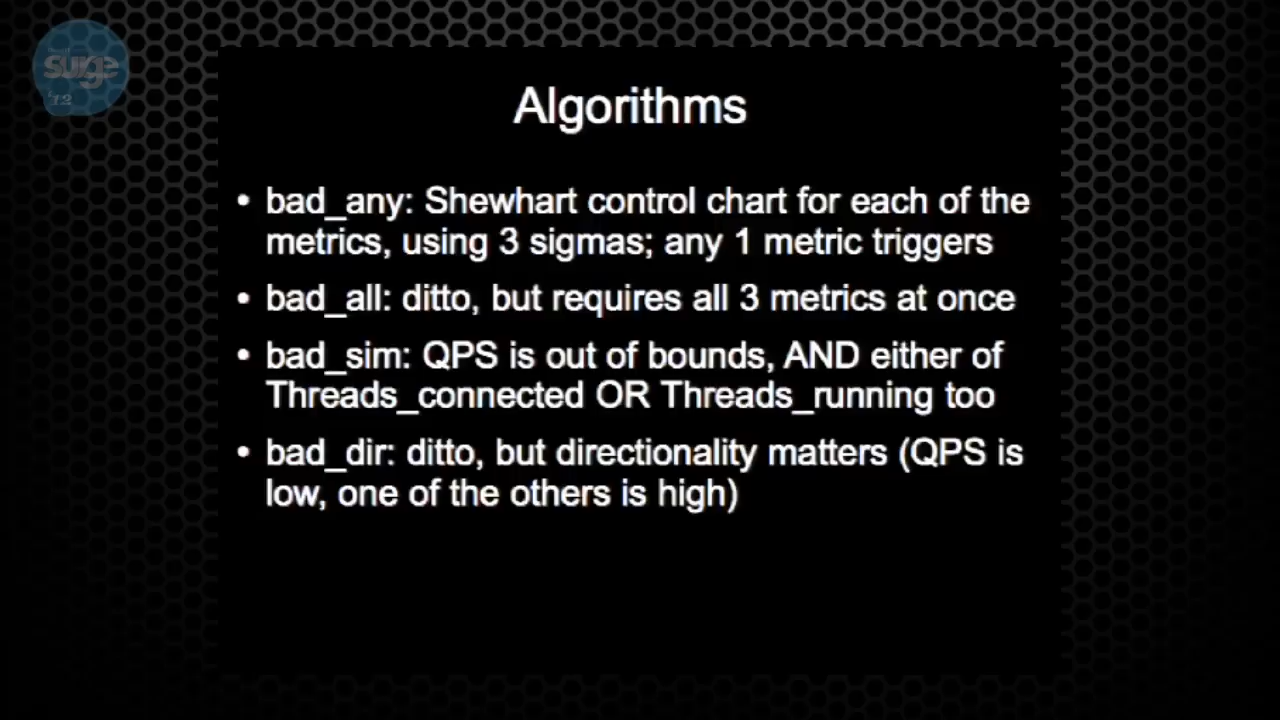 surge
'12
Algorithms
• bad_any: Shewhart control chart for each of the
metrics, using 3 sigmas; any 1 metric triggers
• bad_all: ditto, but requires all 3 metrics at once
• bad_sim: QPS is out of bounds, AND either of
Threads_connected OR Threads_running too
• bad_dir: ditto, but directionality matters (QPS is
low, one of the others is high)